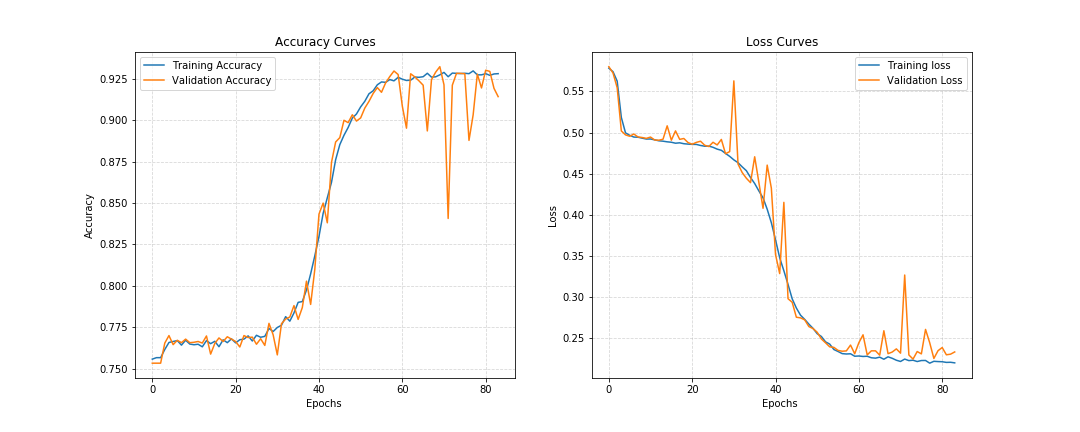 Accuracy Curves
Training Accuracy
Validation Accuracy
0.925
0.900
0.875
0.850
0.825
0.800
0.775
0.750
Accuracy
0 20 40 60 80
Epochs
Loss Curves
Training loss
Validation Loss
0.55
0.50
0.45
0.40
0.35
0.30
0.25
Loss
0 20 40 60 80
Epochs